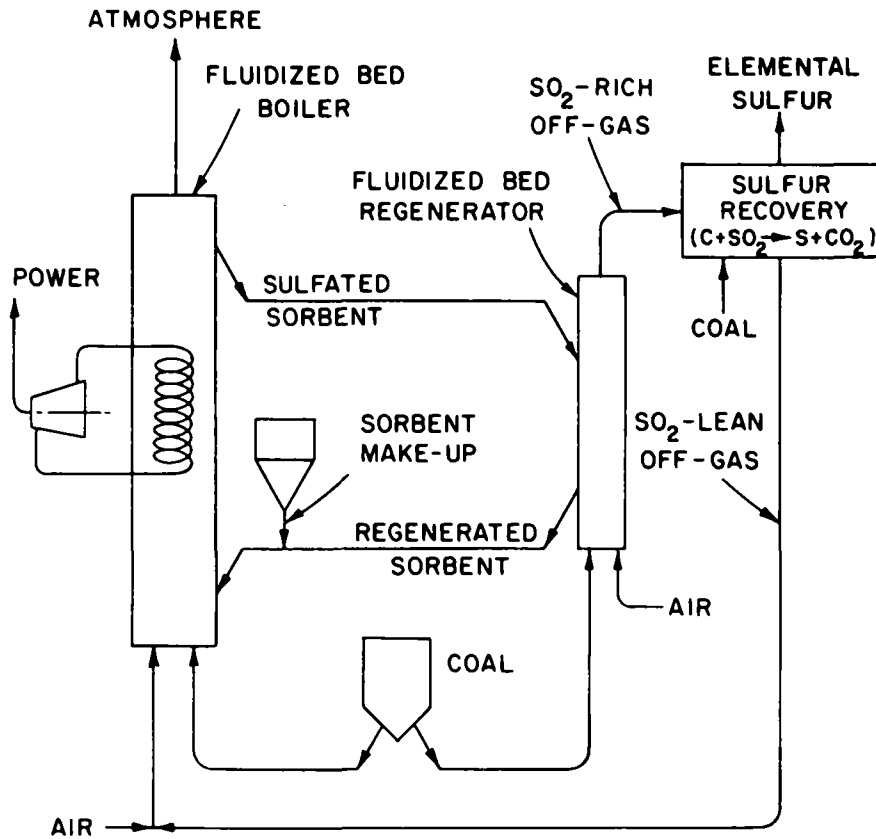 ATMOSPHERE
FLUIDIZED BED
BOILER
SO₂-RICH
OFF-GAS
ELEMENTAL
SULFUR
FLUIDIZED BED
REGENERATOR
SULFUR
RECOVERY
(C+SO₂→S+CO₂)
POWER
SULFATED
SORBENT
COAL
SORBENT
MAKE-UP
SO₂-LEAN
OFF-GAS
REGENERATED
SORBENT
AIR
COAL
AIR